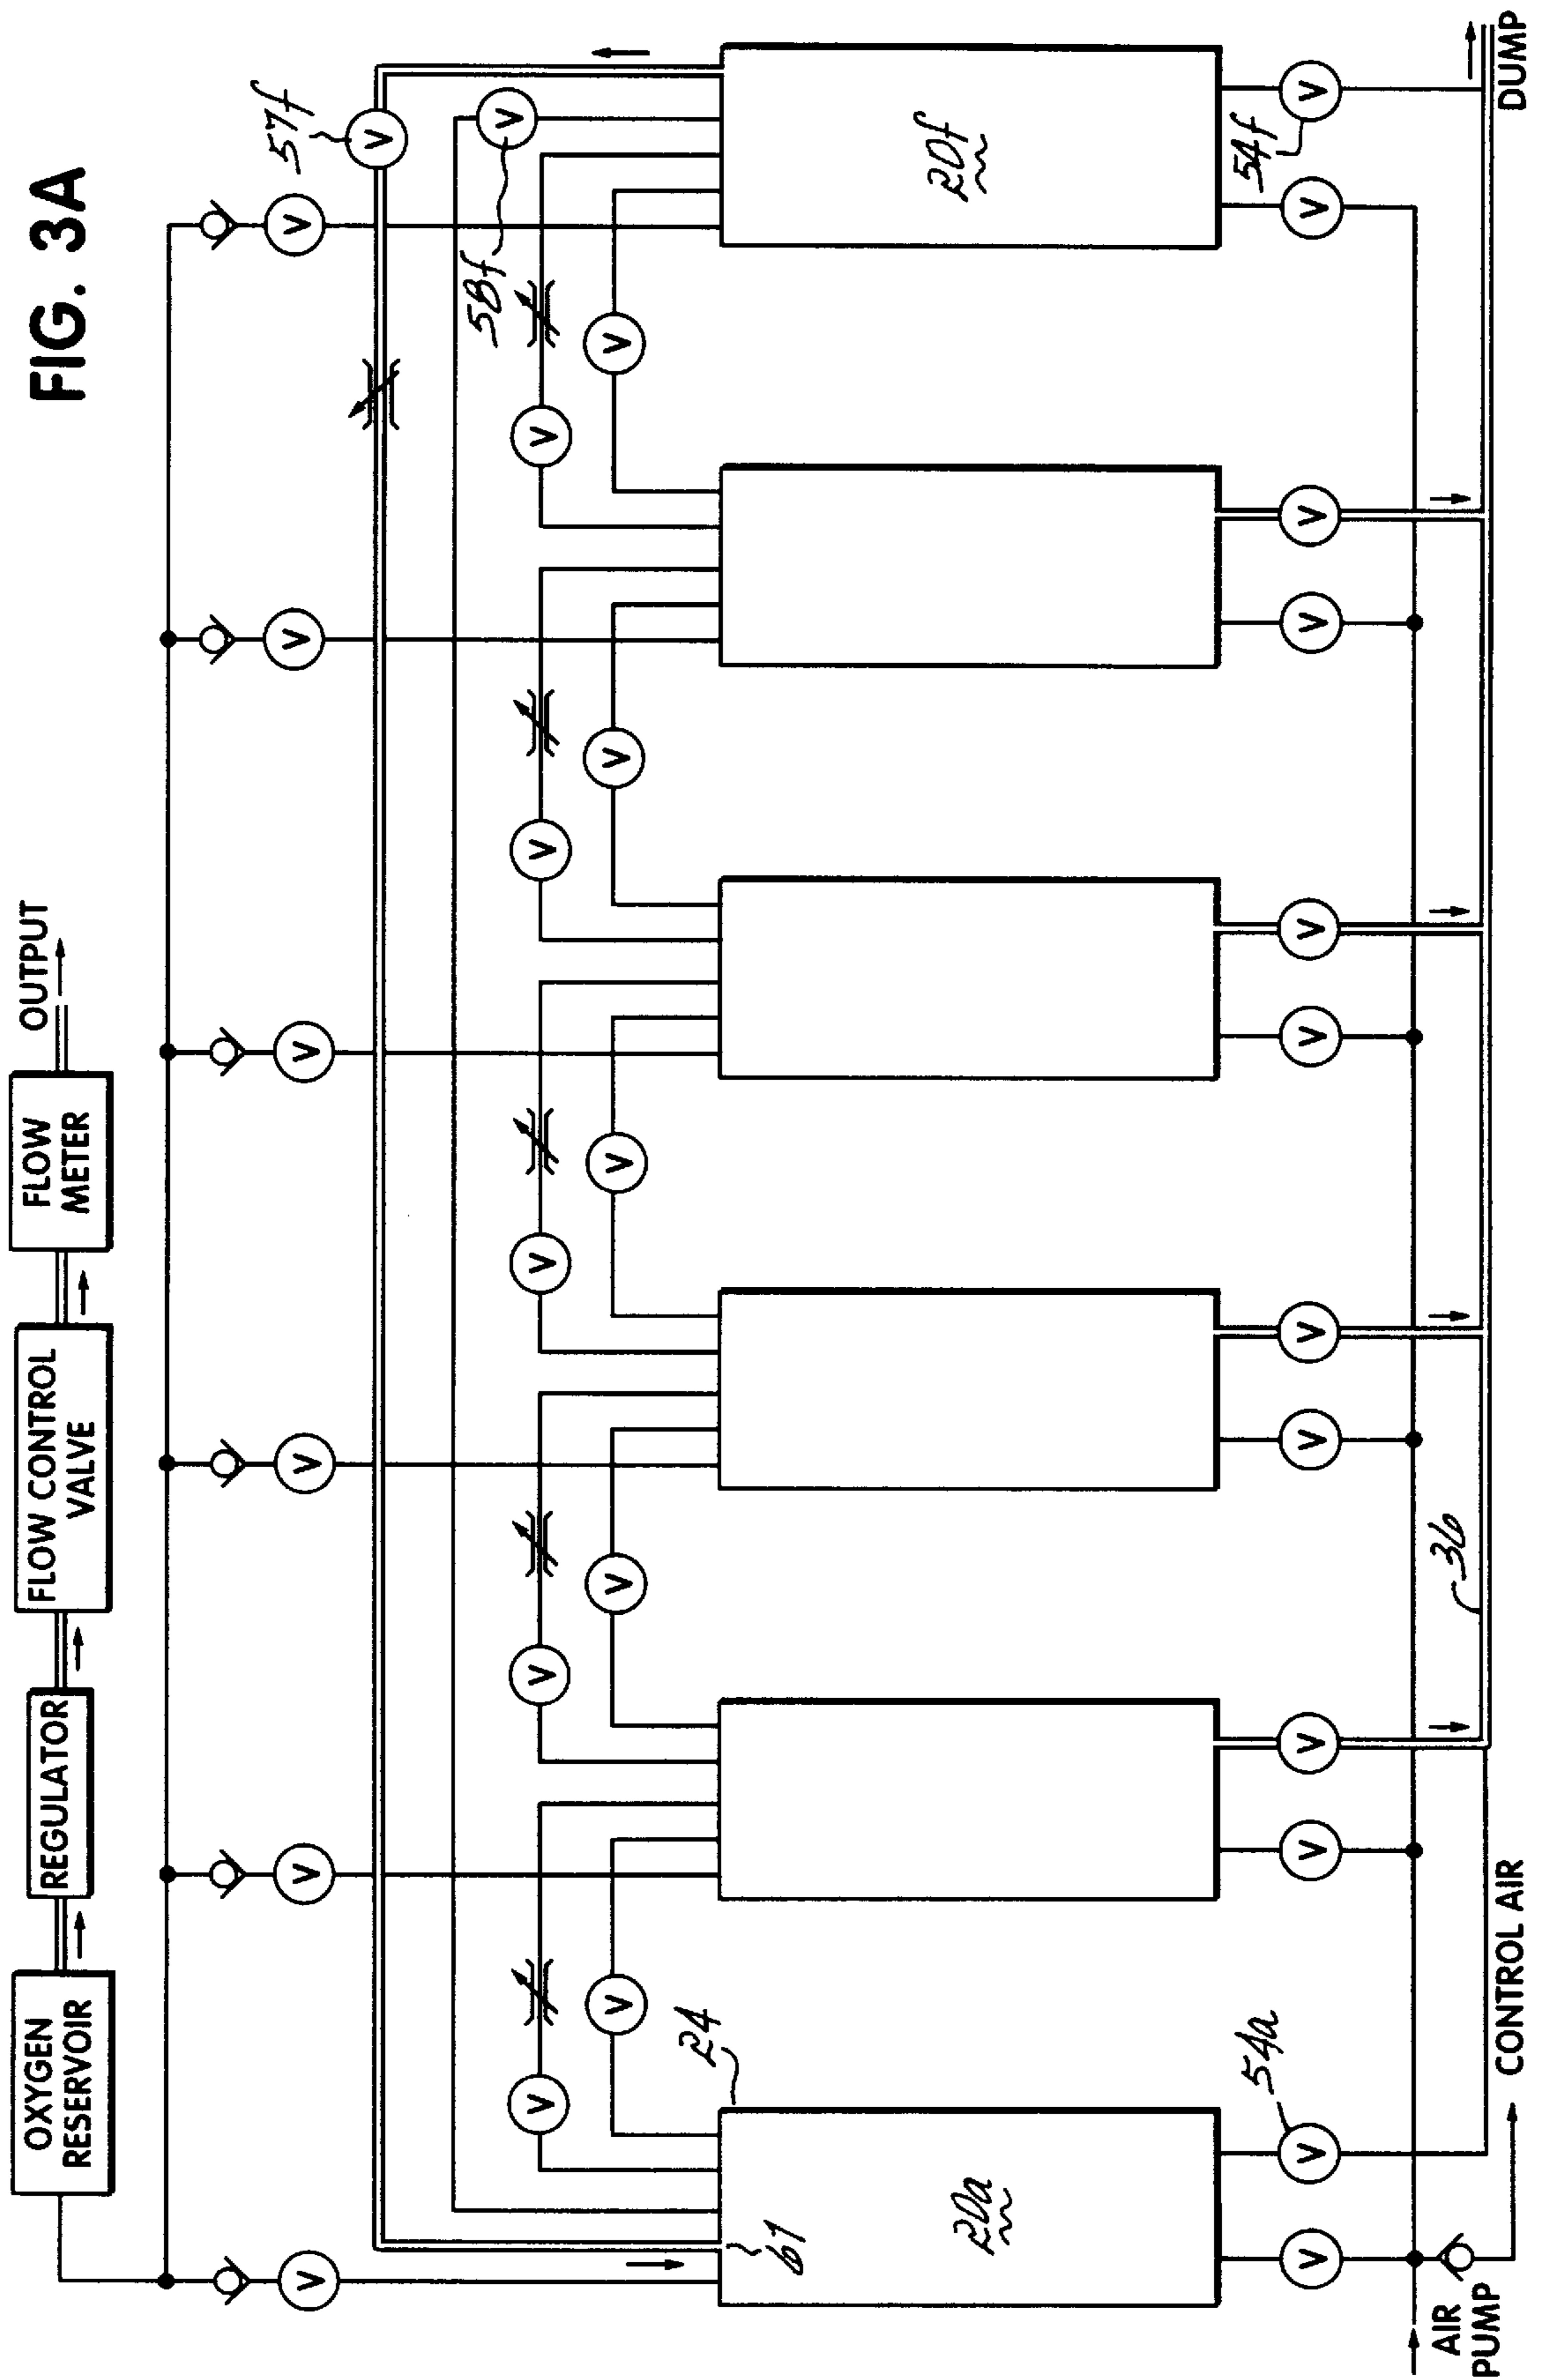 FIG. 3A
OXYGEN
RESERVOIR
REGULATOR
FLOW CONTROL
VALVE
FLOW
METER
OUTPUT
V
V
V
V
V
V
57f
58f
V
V
V
V
V
V
V
V
V
V
V
V
24
61
20a
20f
54a
54f
V
V
V
V
V
V
V
V
V
V
V
V
36
AIR
PUMP
CONTROL AIR
DUMP